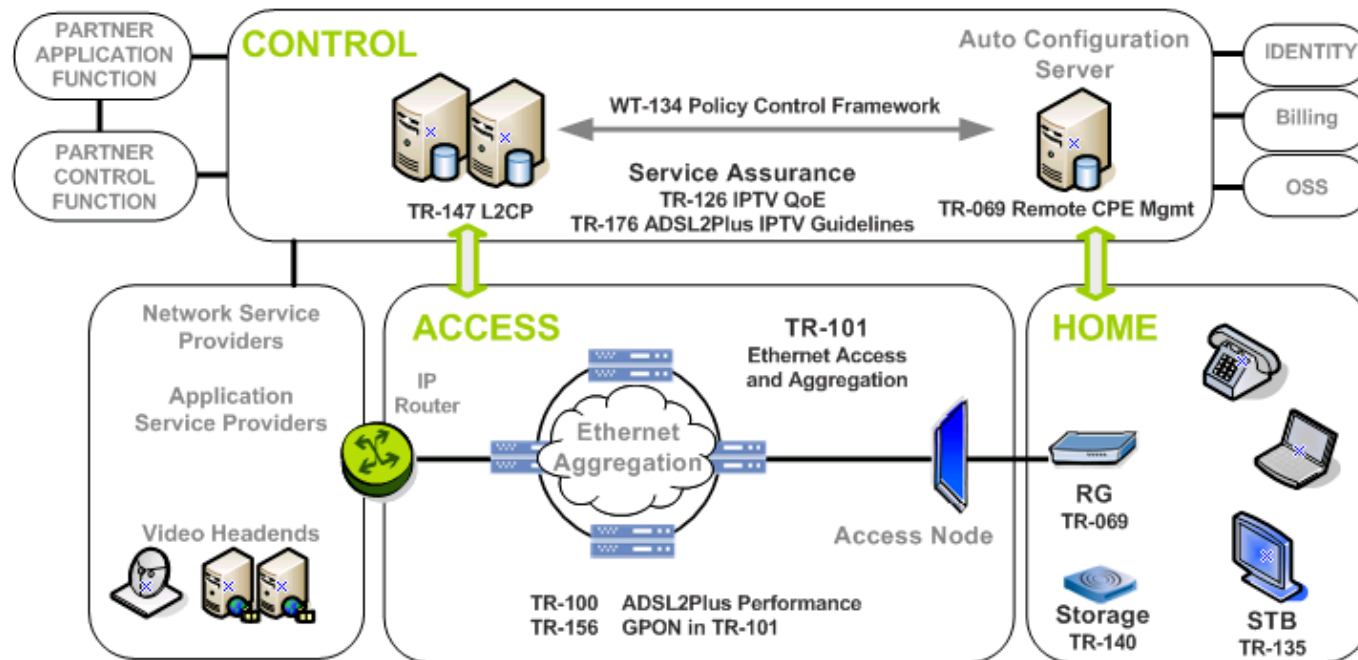 PARTNER
APPLICATION
FUNCTION
PARTNER
CONTROL
FUNCTION
CONTROL
Auto Configuration
Server
WT-134 Policy Control Framework
Service Assurance
TR-126 IPTV QoE
TR-176 ADSL2Plus IPTV Guidelines
TR-147 L2CP
TR-069 Remote CPE Mgmt
IDENTITY
Billing
OSS
Network Service
Providers
Application
Service Providers
Video Headends
ACCESS
IP
Router
Ethernet
Aggregation
TR-101
Ethernet Access
and Aggregation
Access Node
TR-100 ADSL2Plus Performance
TR-156 GPON in TR-101
HOME
RG
TR-069
Storage
TR-140
STB
TR-135